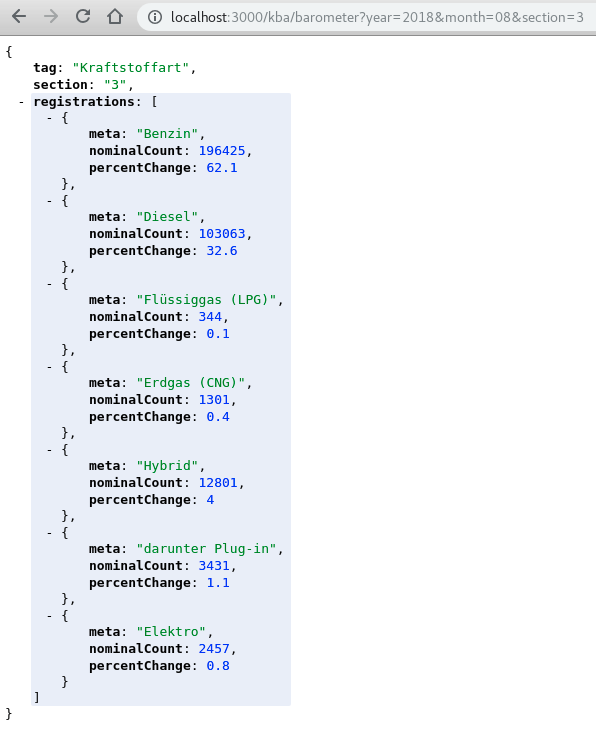 localhost:3000/kba/barometer?year=2018&month=08&section=3
{
tag: "Kraftstoffart",
section: "3",
- registrations: [
- {
meta: "Benzin",
nominalCount: 196425,
percentChange: 62.1
},
- {
meta: "Diesel",
nominalCount: 103063,
percentChange: 32.6
},
- {
meta: "Flüssiggas (LPG)",
nominalCount: 344,
percentChange: 0.1
},
- {
meta: "Erdgas (CNG)",
nominalCount: 1301,
percentChange: 0.4
},
- {
meta: "Hybrid",
nominalCount: 12801,
percentChange: 4
},
- {
meta: "darunter Plug-in",
nominalCount: 3431,
percentChange: 1.1
},
- {
meta: "Elektro",
nominalCount: 2457,
percentChange: 0.8
}
]
}